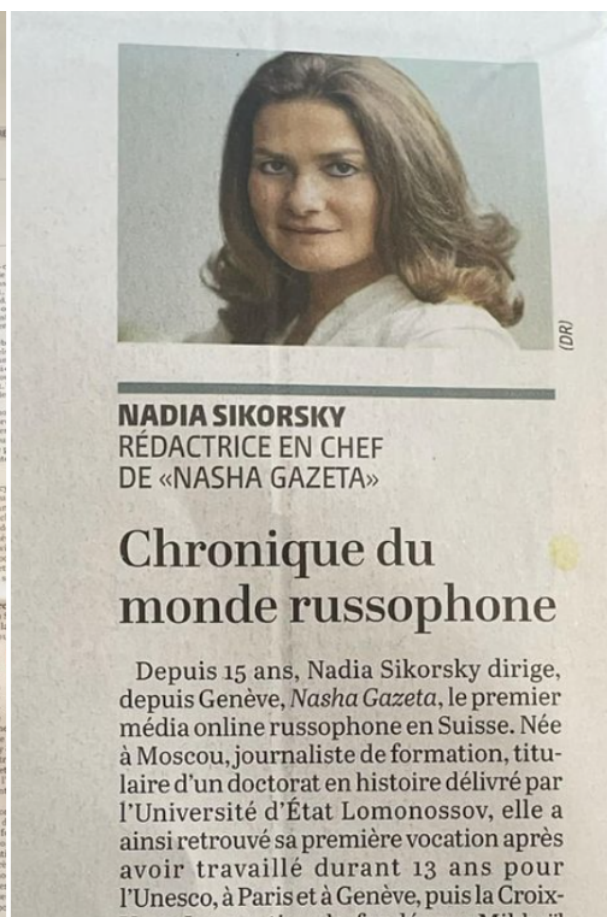 (DR)
NADIA SIKORSKY
RÉDACTRICE EN CHEF
DE «NASHA GAZETA»
Chronique du
monde russophone
Depuis 15 ans, Nadia Sikorsky dirige,
depuis Genève, Nasha Gazeta, le premier
média online russophone en Suisse. Née
à Moscou, journaliste de formation, titu-
laire d'un doctorat en histoire délivré par
l'Université d'État Lomonossov, elle a
ainsi retrouvé sa première vocation après
avoir travaillé durant 13 ans pour
l'Unesco, à Paris et à Genève, puis la Croix-